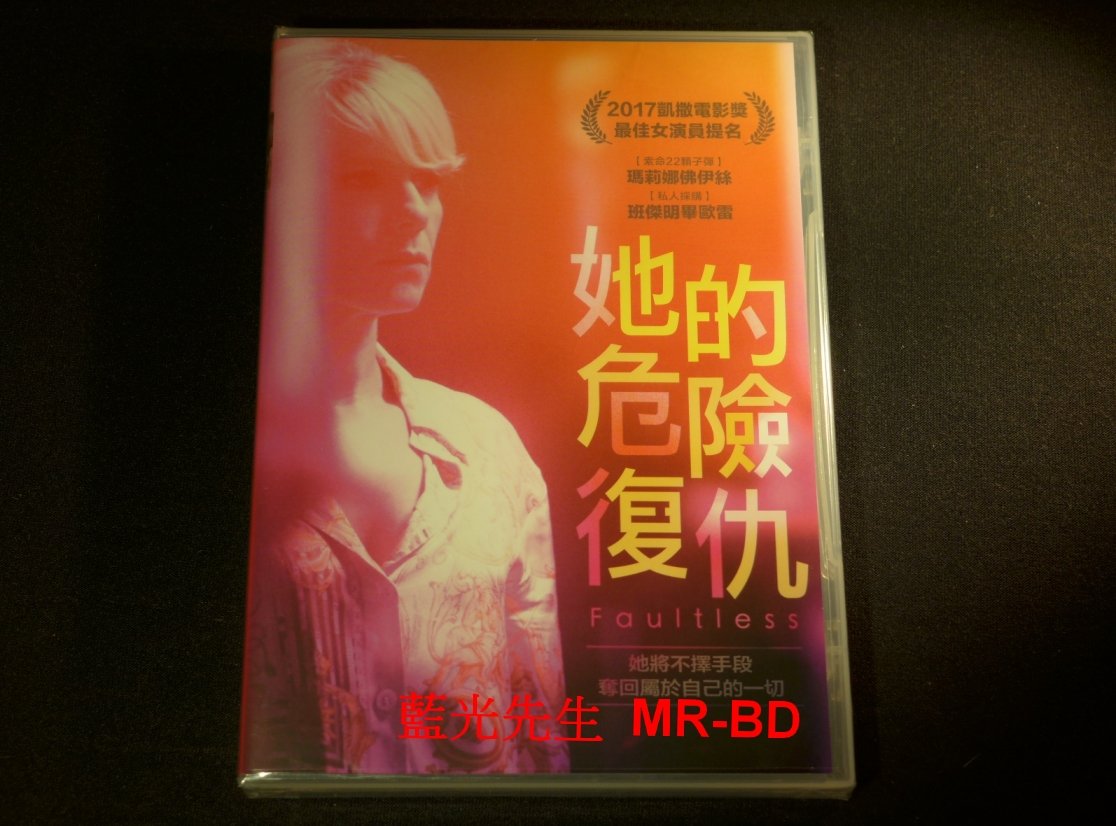 2017凱撒電影獎
最佳女演員提名
【索命22顆子彈】
瑪莉娜佛伊絲
【私人採購】
班傑明畢歐雷
她的
危險
復仇
Faultless
她將不擇手段
奪回屬於自己的一切
藍光先生 MR-BD